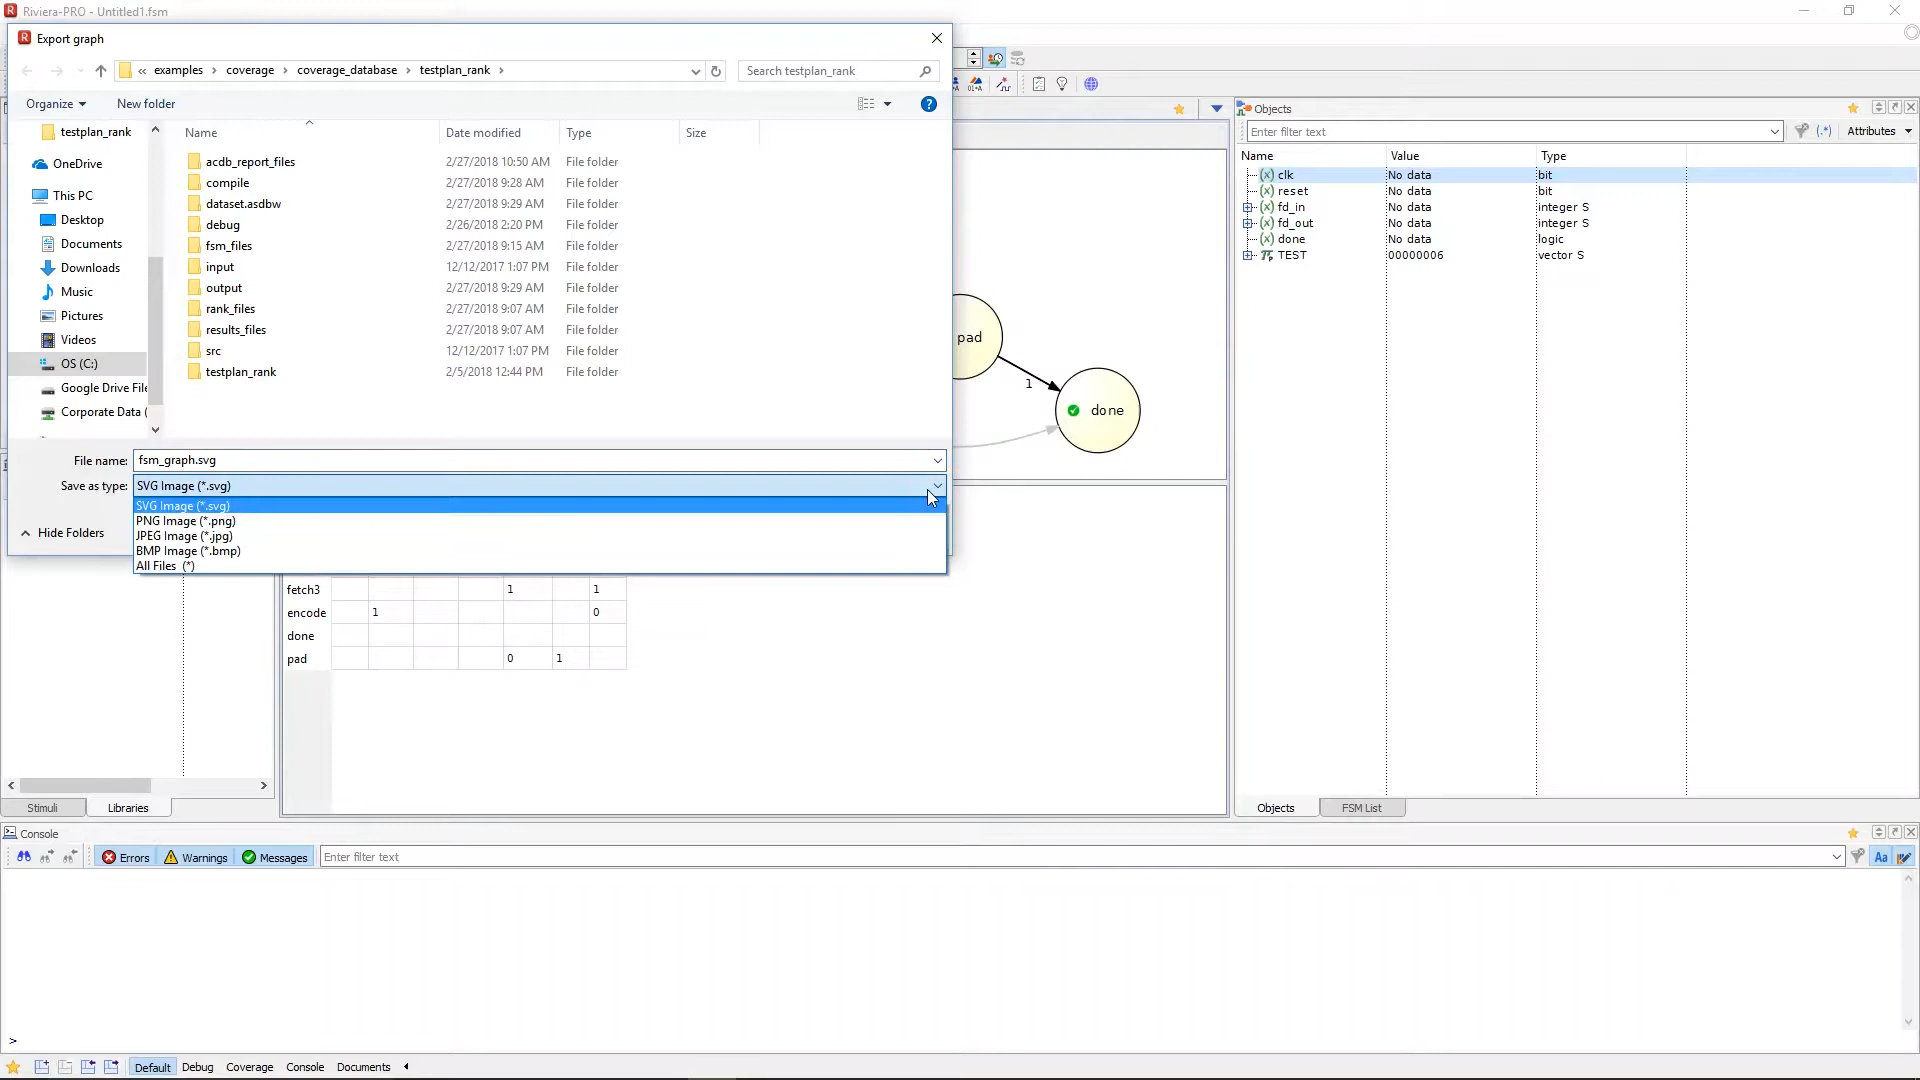 Riviera-PRO - Untitled1.fsm
Export graph
« examples › coverage › coverage_database › testplan_rank ›
Search testplan_rank
Organize
New folder
?
testplan_rank
OneDrive
This PC
Desktop
Documents
Downloads
Music
Pictures
Videos
OS (C:)
Google Drive File
Corporate Data (
Name Date modified Type Size
acdb_report_files 2/27/2018 10:50 AM File folder
compile 2/27/2018 9:28 AM File folder
dataset.asdbw 2/27/2018 9:29 AM File folder
debug 2/26/2018 2:20 PM File folder
fsm_files 2/27/2018 9:15 AM File folder
input 12/12/2017 1:07 PM File folder
output 2/27/2018 9:29 AM File folder
rank_files 2/27/2018 9:07 AM File folder
results_files 2/27/2018 9:07 AM File folder
src 12/12/2017 1:07 PM File folder
testplan_rank 2/5/2018 12:44 PM File folder
File name: fsm_graph.svg
Save as type: SVG Image (*.svg)
SVG Image (*.svg)
PNG Image (*.png)
JPEG Image (*.jpg)
BMP Image (*.bmp)
All Files (*)
Hide Folders
pad
1
done
fetch3 1 1
encode 1 0
done
pad 0 1
Objects
Enter filter text
(.*)
Attributes
Name Value Type
(x) clk No data bit
(x) reset No data bit
(x) fd_in No data integer S
(x) fd_out No data integer S
(x) done No data logic
TEST 00000006 vector S
Stimuli Libraries
Objects FSM List
Console
Errors Warnings Messages Enter filter text
Aa
>
Default Debug Coverage Console Documents